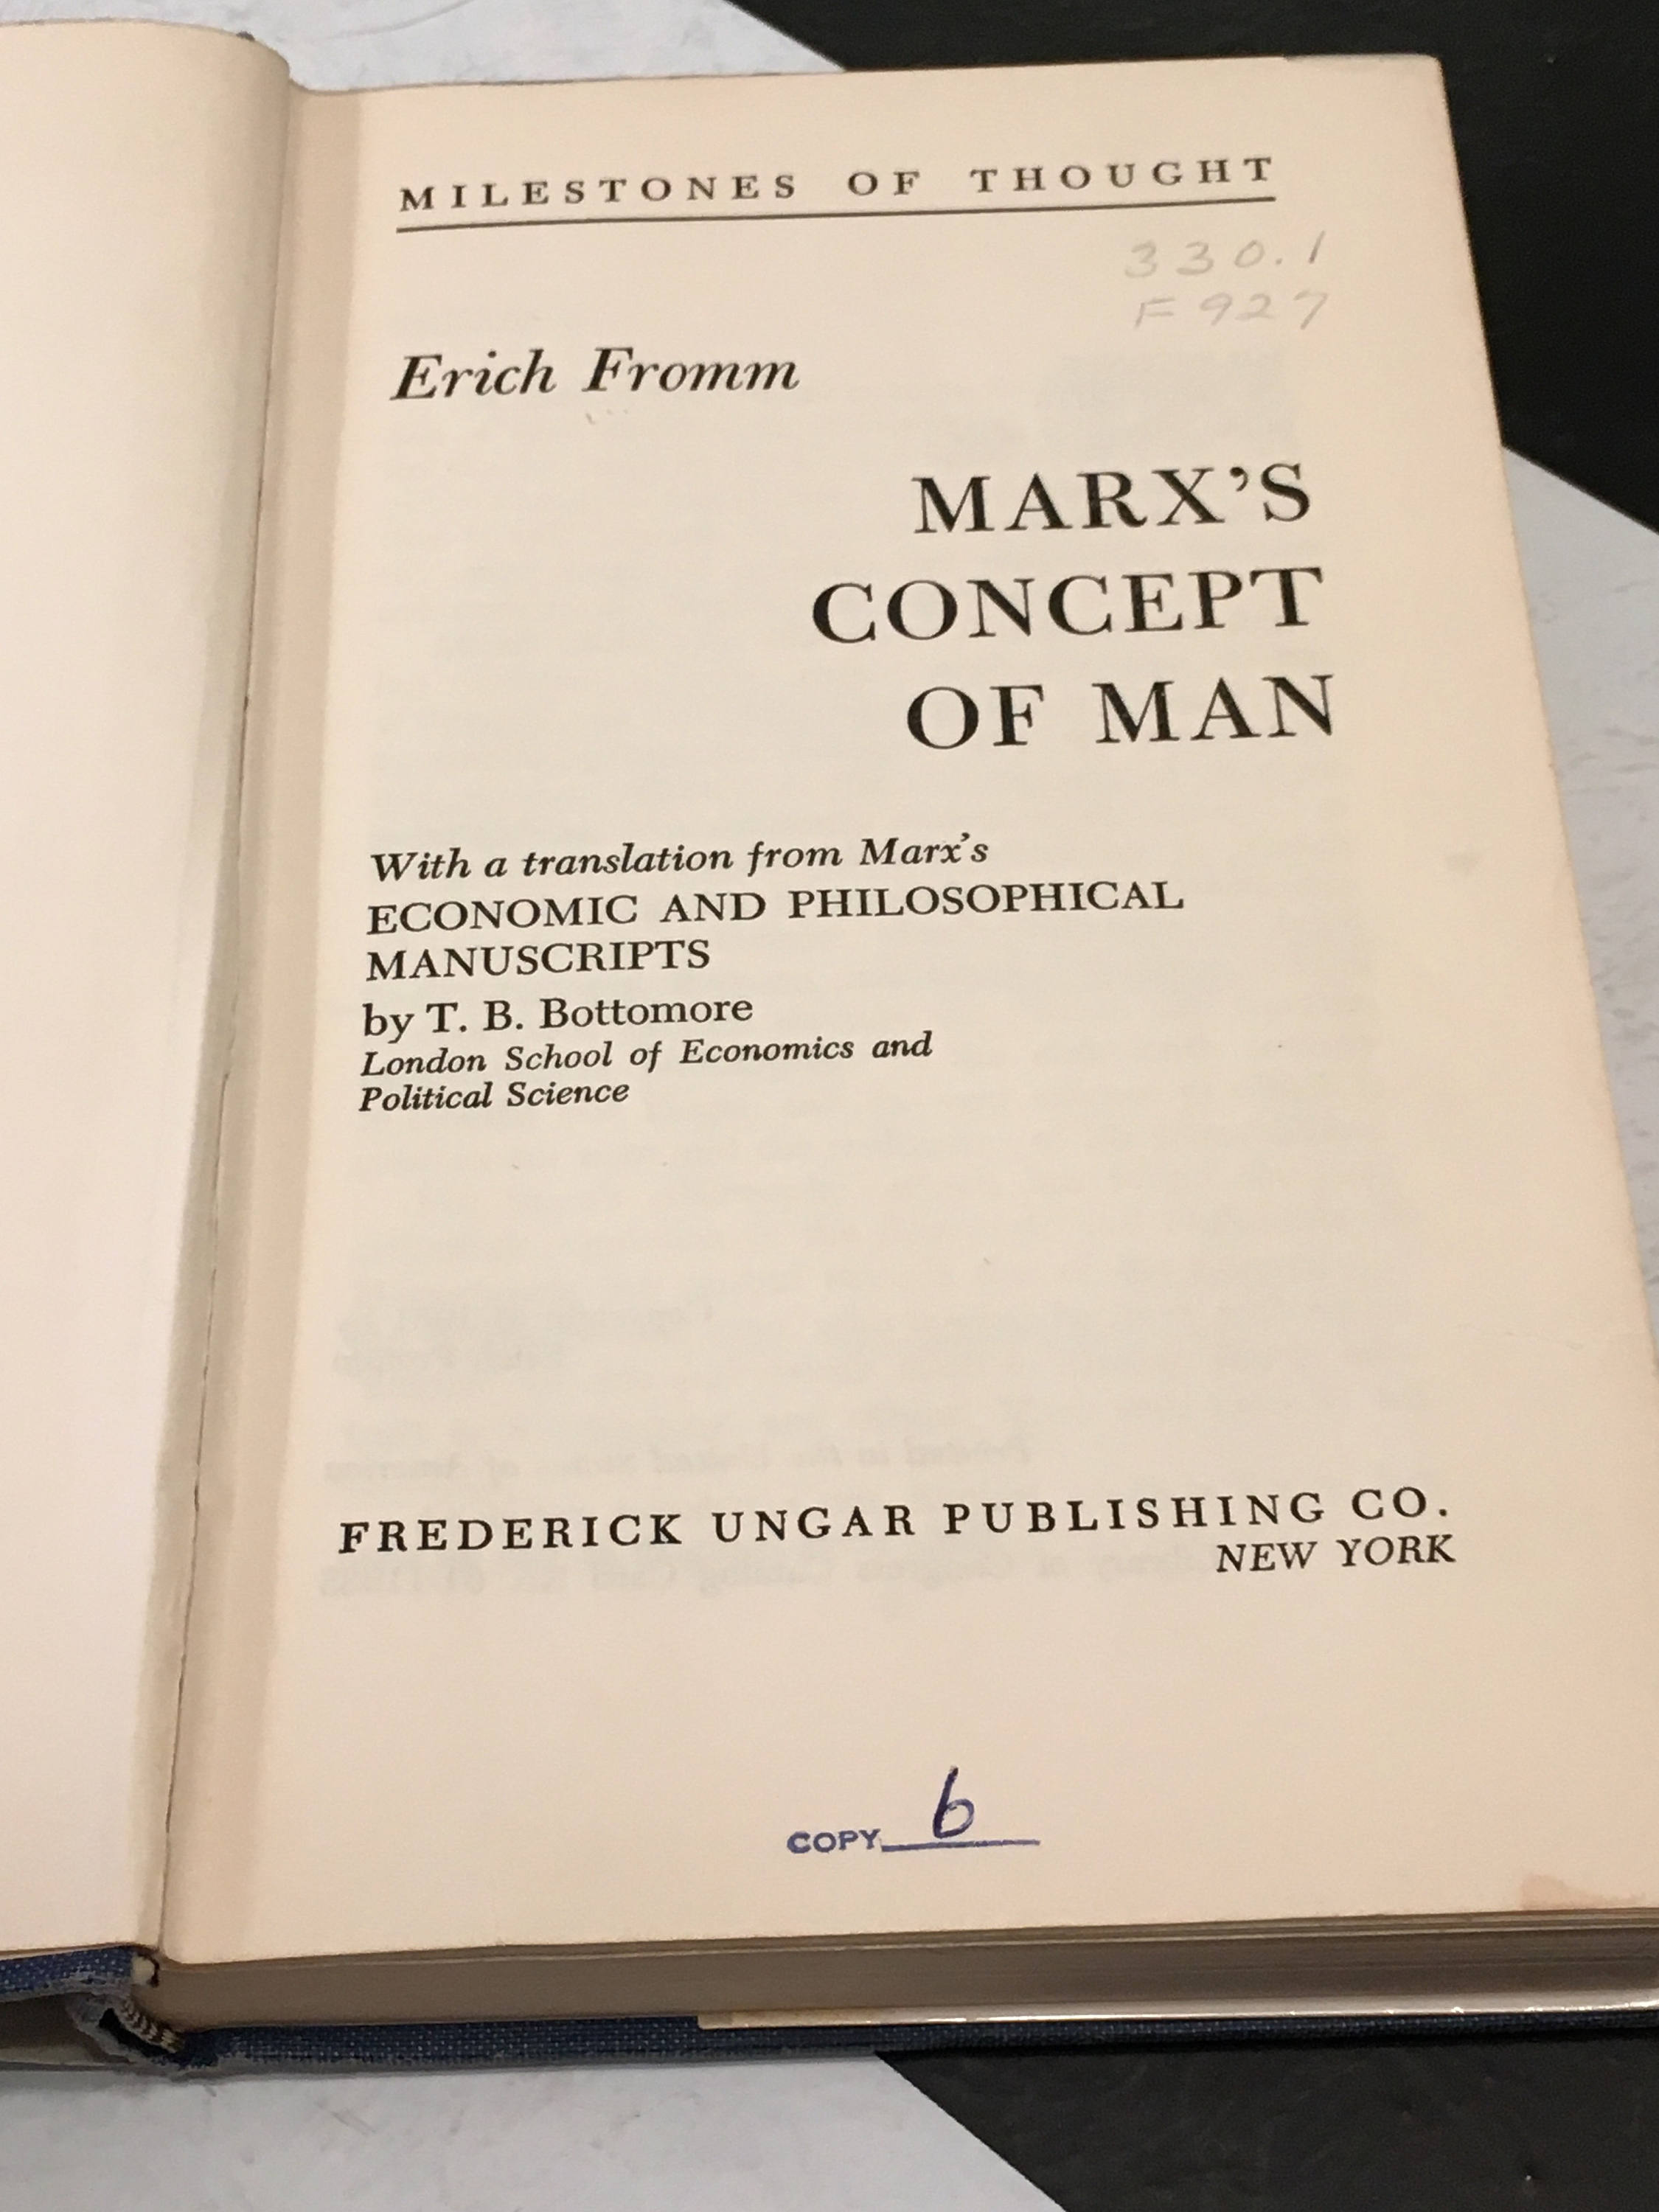 MILESTONES OF THOUGHT
330.1
F927
Erich Fromm
MARX'S
CONCEPT
OF MAN
With a translation from Marx's
ECONOMIC AND PHILOSOPHICAL
MANUSCRIPTS
by T. B. Bottomore
London School of Economics and
Political Science
FREDERICK UNGAR PUBLISHING CO.
NEW YORK
COPY 6